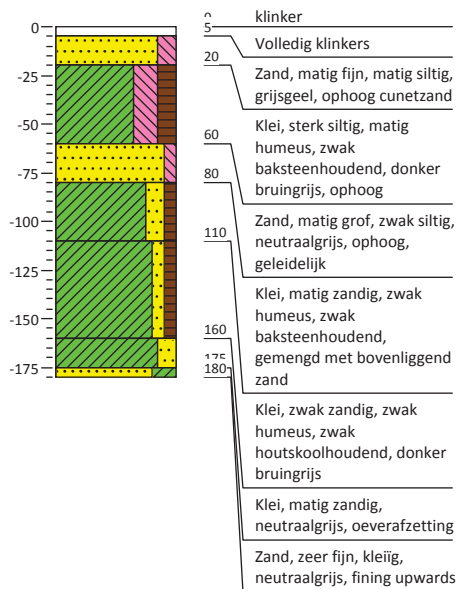 0
klinker
5
Volledig klinkers
20
Zand, matig fijn, matig siltig,
grijsgeel, ophoog cunetzand
60
Klei, sterk siltig, matig
humeus, zwak
baksteenhoudend, donker
bruingrijs, ophoog
80
Zand, matig grof, zwak siltig,
neutraalgrijs, ophoog,
geleidelijk
110
Klei, matig zandig, zwak
humeus, zwak
baksteenhoudend,
gemengd met bovenliggend
zand
160
Klei, zwak zandig, zwak
humeus, zwak
houtskoolhoudend, donker
bruingrijs
175
Klei, matig zandig,
neutraalgrijs, oeverafzetting
180
Zand, zeer fijn, kleiïg,
neutraalgrijs, fining upwards
0
-25
-50
-75
-100
-125
-150
-175